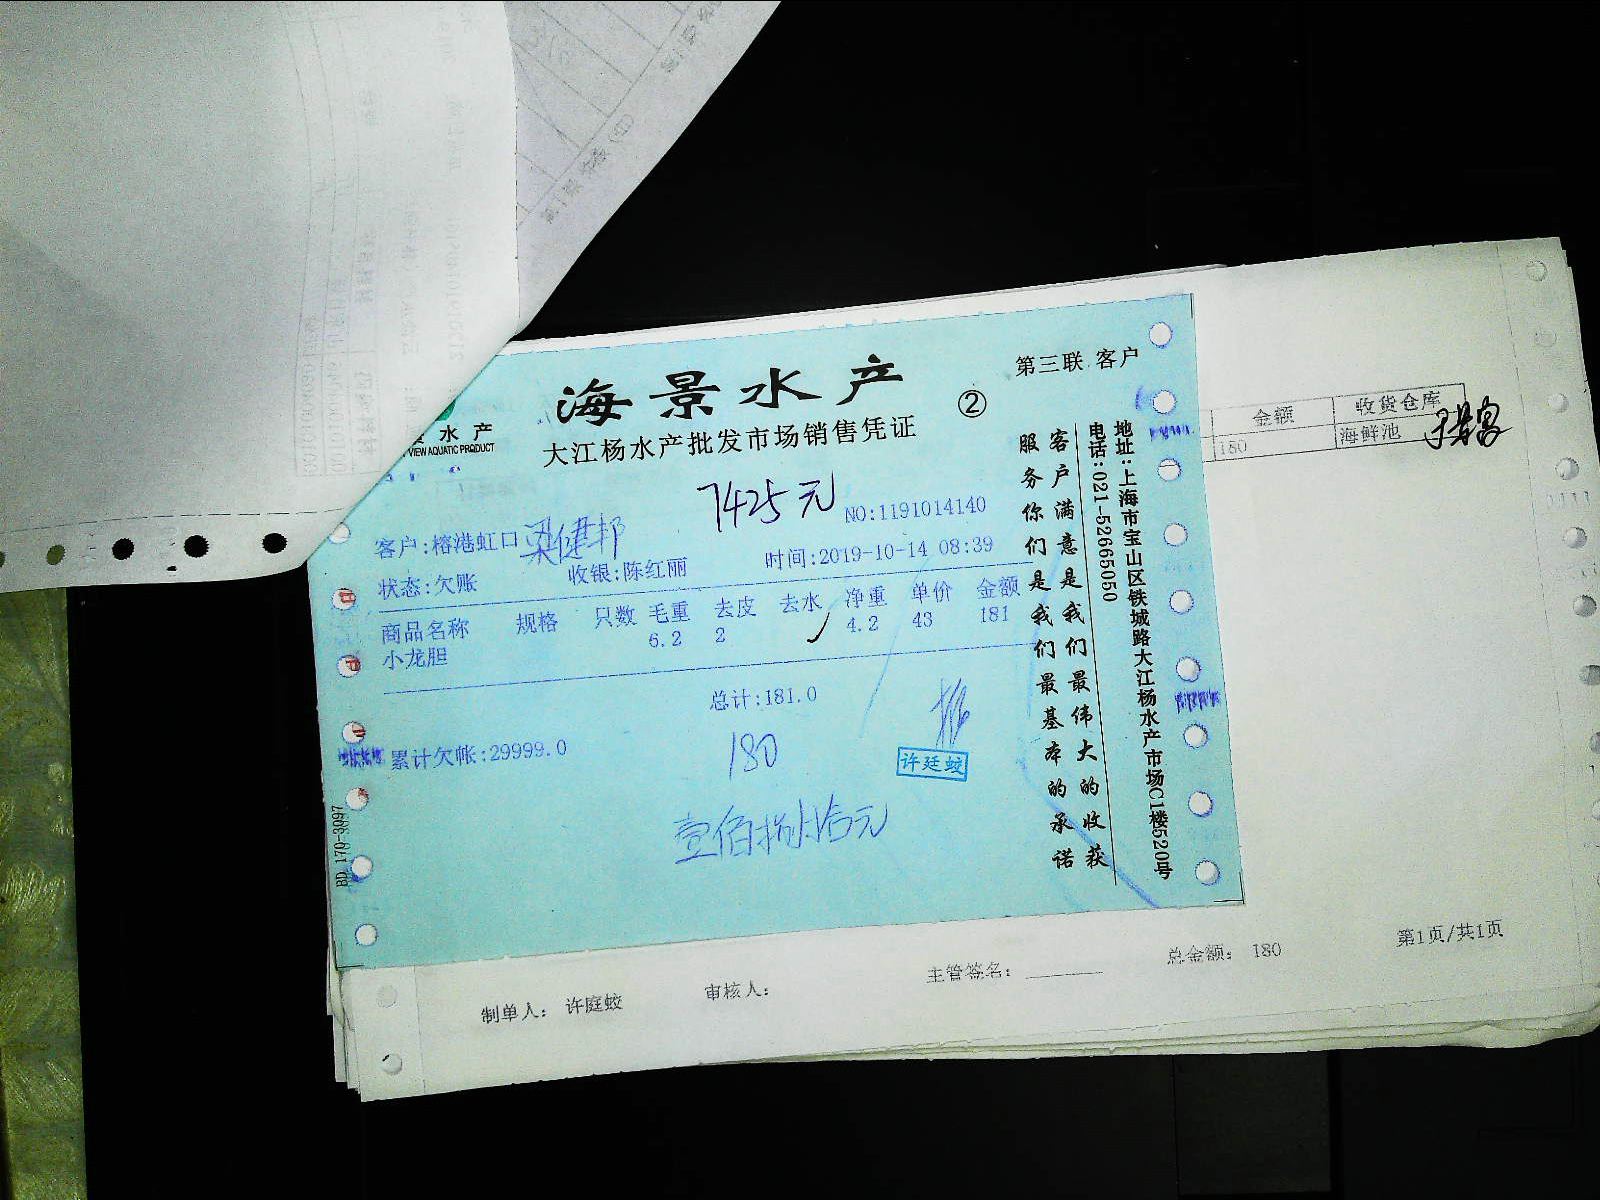 海景水产
②
第三联 客户
水产
VIEW AQUATIC PRODUCT
大江杨水产批发市场销售凭证
7425元
NO:1191014140
客户:榕港虹口
梁健邦
状态:欠账
收银:陈红丽
时间:2019-10-14 08:39
商品名称 规格 只数 毛重 去皮 去水 净重 单价 金额
小龙胆 6.2 2 4.2 43 181
总计:181.0
累计欠帐:29999.0
180
许廷蛟
壹佰捌拾元
BD 170-3097
客户满意是我们最伟大的收获
服务你们是我们最基本的承诺
地址:上海市宝山区铁城路大江杨水产市场C1楼520号
电话:021-52665050
金额 收货仓库
180 海鲜池
制单人: 许庭蛟
审核人:
主管签名:
总金额: 180
第1页/共1页